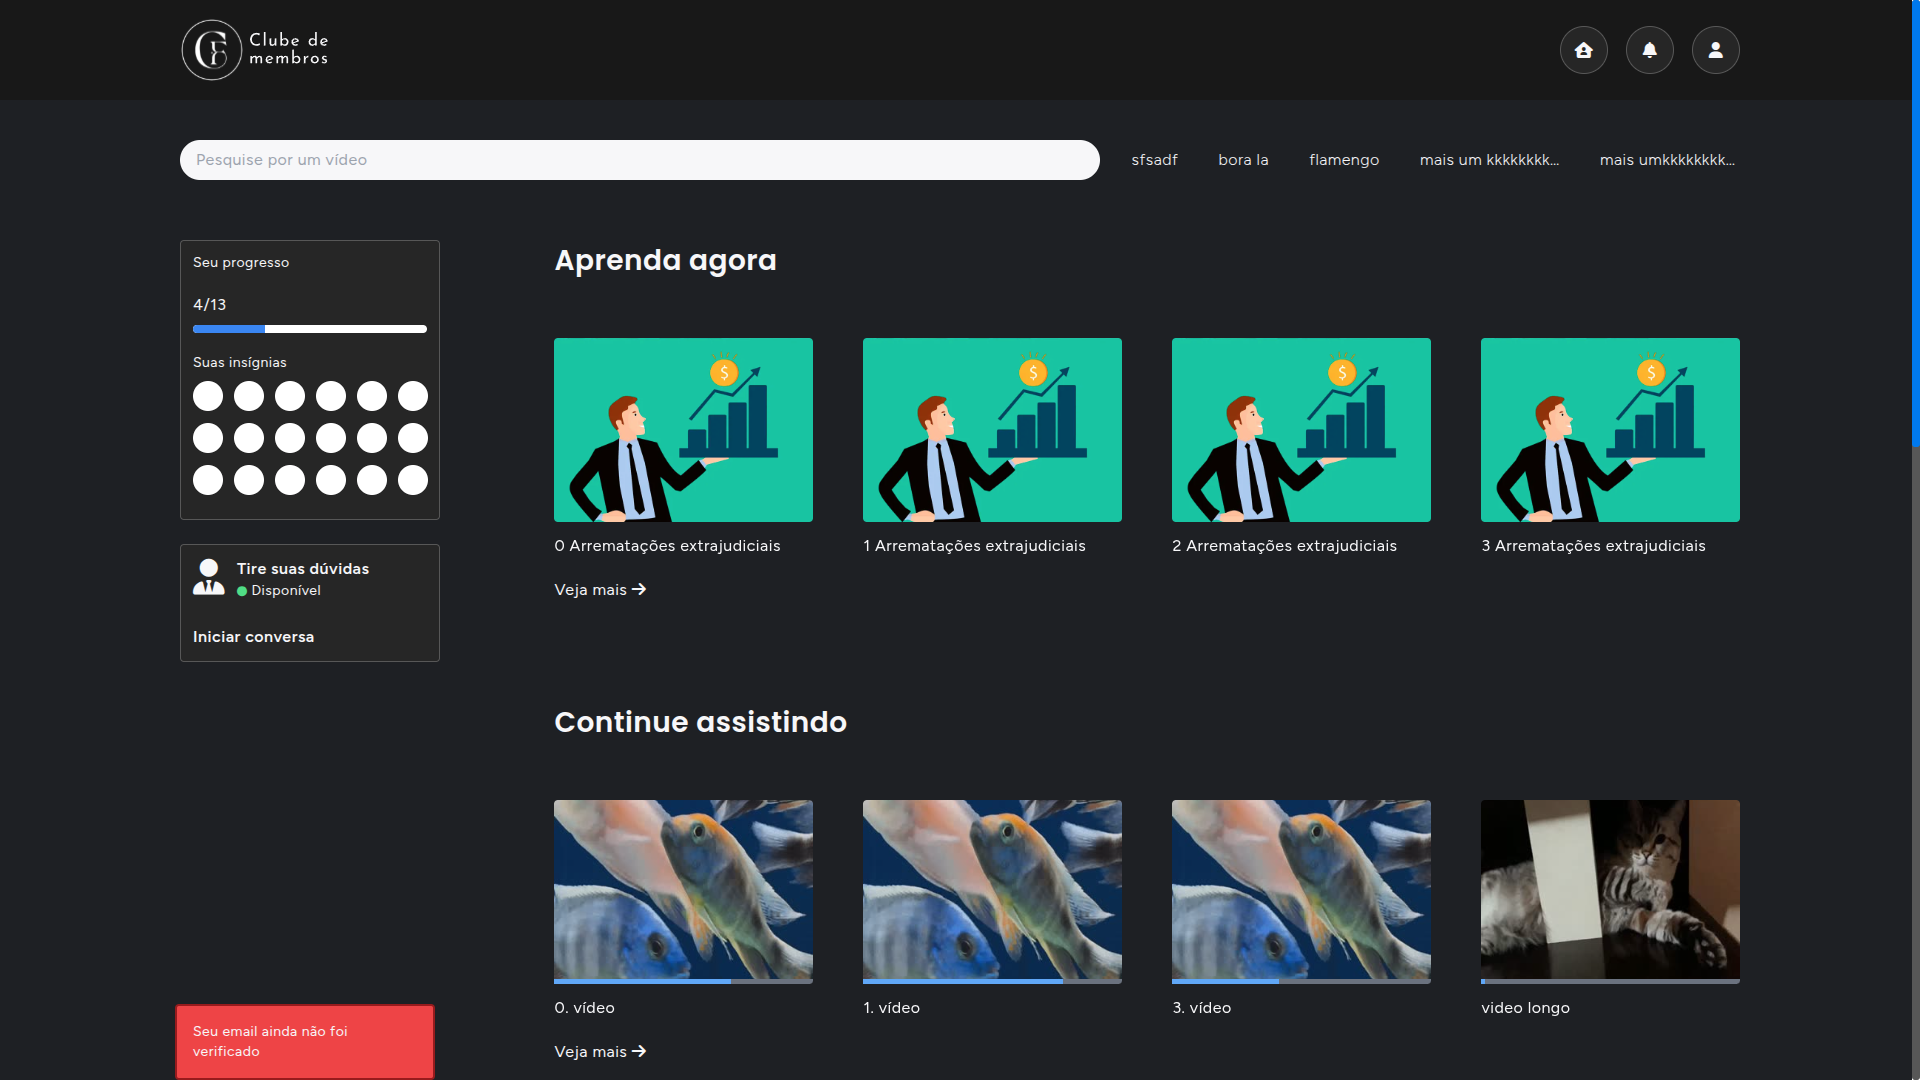 Clube de
membros
Pesquise por um vídeo
sfsadf
bora la
flamengo
mais um kkkkkkkk...
mais umkkkkkkkk...
Seu progresso
4/13
Suas insígnias
Tire suas dúvidas
Disponível
Iniciar conversa
Aprenda agora
0 Arrematações extrajudiciais
1 Arrematações extrajudiciais
2 Arrematações extrajudiciais
3 Arrematações extrajudiciais
Veja mais
Continue assistindo
0. vídeo
1. vídeo
3. vídeo
video longo
Veja mais
Seu email ainda não foi
verificado